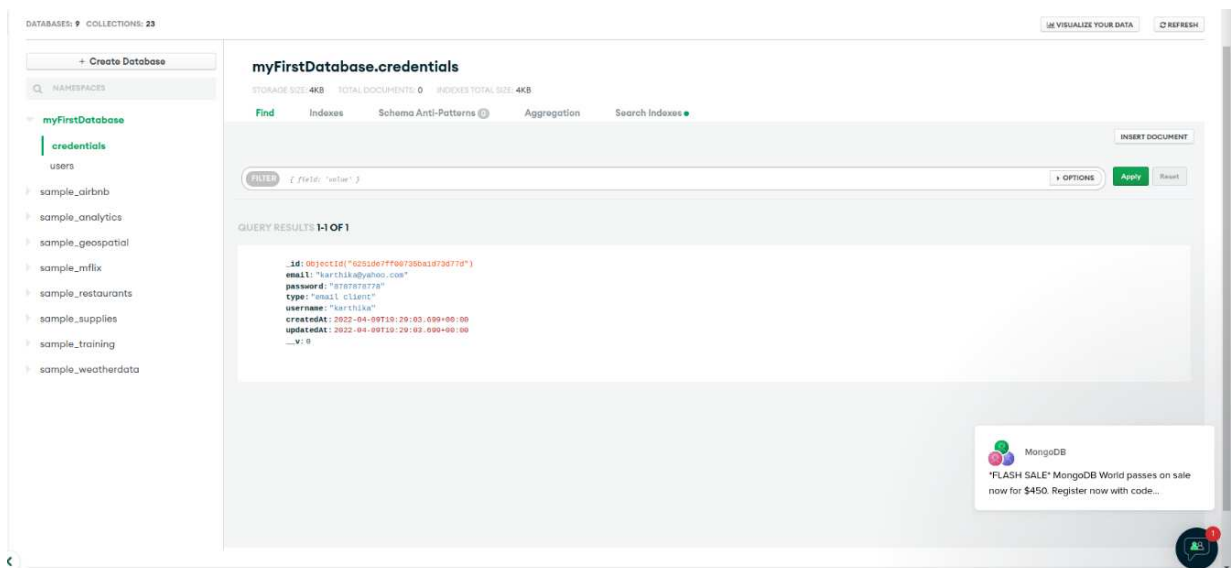 DATABASES: 9 COLLECTIONS: 23
VISUALIZE YOUR DATA
REFRESH
+ Create Database
NAMESPACES
myFirstDatabase
credentials
users
sample_airbnb
sample_analytics
sample_geospatial
sample_mflix
sample_restaurants
sample_supplies
sample_training
sample_weatherdata
myFirstDatabase.credentials
STORAGE SIZE: 4KB TOTAL DOCUMENTS: 0 INDEXES TOTAL SIZE: 4KB
Find Indexes Schema Anti-Patterns 0 Aggregation Search Indexes
INSERT DOCUMENT
FILTER { field: 'value' } OPTIONS Apply Reset
QUERY RESULTS 1-1 OF 1
_id: ObjectId("6251de7ff00735ba1d73d77d")
email: "karthika@yahoo.com"
password: "8787878778"
type: "email client"
username: "karthika"
createdAt: 2022-04-09T19:29:03.699+00:00
updatedAt: 2022-04-09T19:29:03.699+00:00
__v: 0
MongoDB
*FLASH SALE* MongoDB World passes on sale
now for $450. Register now with code...
1